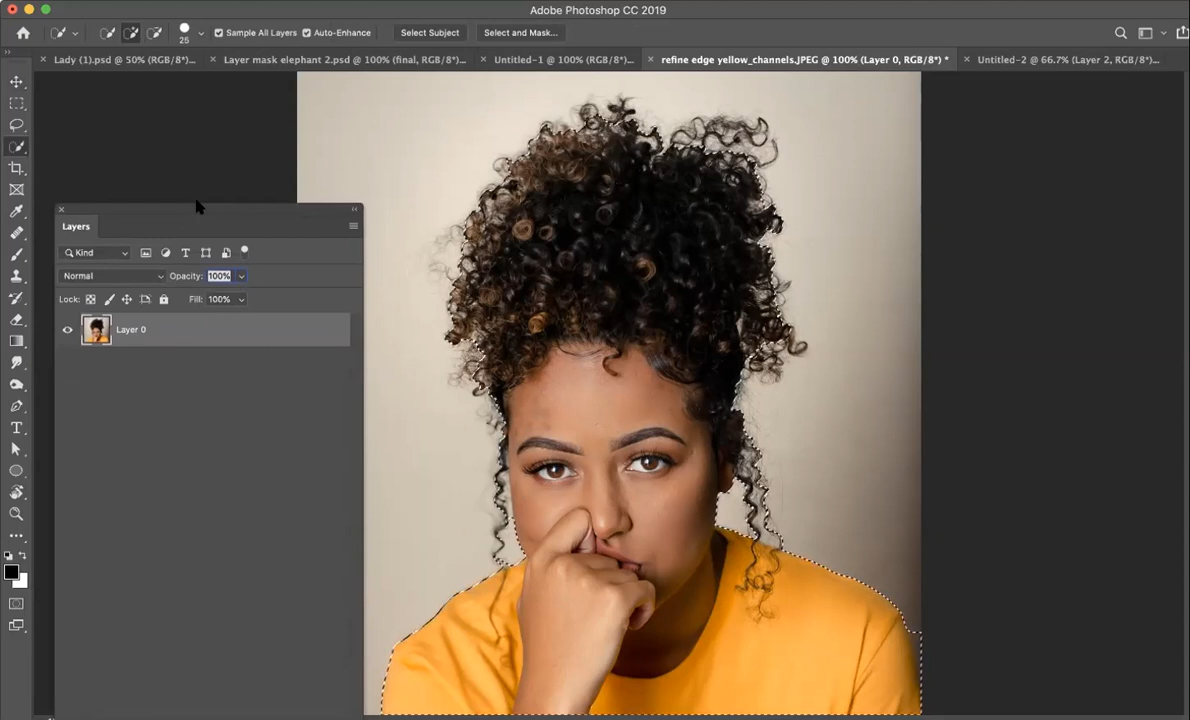 Adobe Photoshop CC 2019
25 Sample All Layers Auto-Enhance Select Subject Select and Mask...
Lady (1).psd @ 50% (RGB/8*)... Layer mask elephant 2.psd @ 100% (final, RGB/8*)... Untitled-1 @ 100% (RGB/8*)... refine edge yellow_channels.JPEG @ 100% (Layer 0, RGB/8*) * Untitled-2 @ 66.7% (Layer 2, RGB/8*)...
Layers
Kind
Normal Opacity: 100%
Lock: Fill: 100%
Layer 0